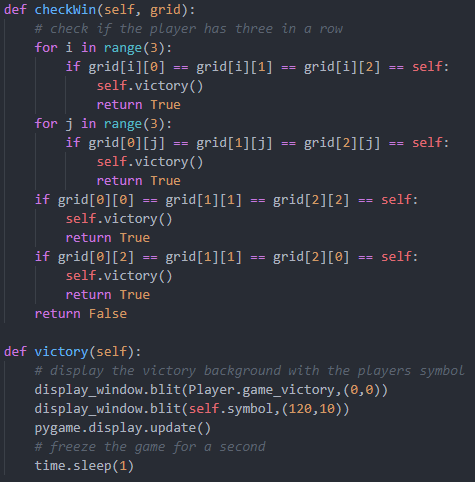 def checkWin(self, grid):
    # check if the player has three in a row
    for i in range(3):
        if grid[i][0] == grid[i][1] == grid[i][2] == self:
            self.victory()
            return True
    for j in range(3):
        if grid[0][j] == grid[1][j] == grid[2][j] == self:
            self.victory()
            return True
    if grid[0][0] == grid[1][1] == grid[2][2] == self:
        self.victory()
        return True
    if grid[0][2] == grid[1][1] == grid[2][0] == self:
        self.victory()
        return True
    return False

def victory(self):
    # display the victory background with the players symbol
    display_window.blit(Player.game_victory,(0,0))
    display_window.blit(self.symbol,(120,10))
    pygame.display.update()
    # freeze the game for a second
    time.sleep(1)